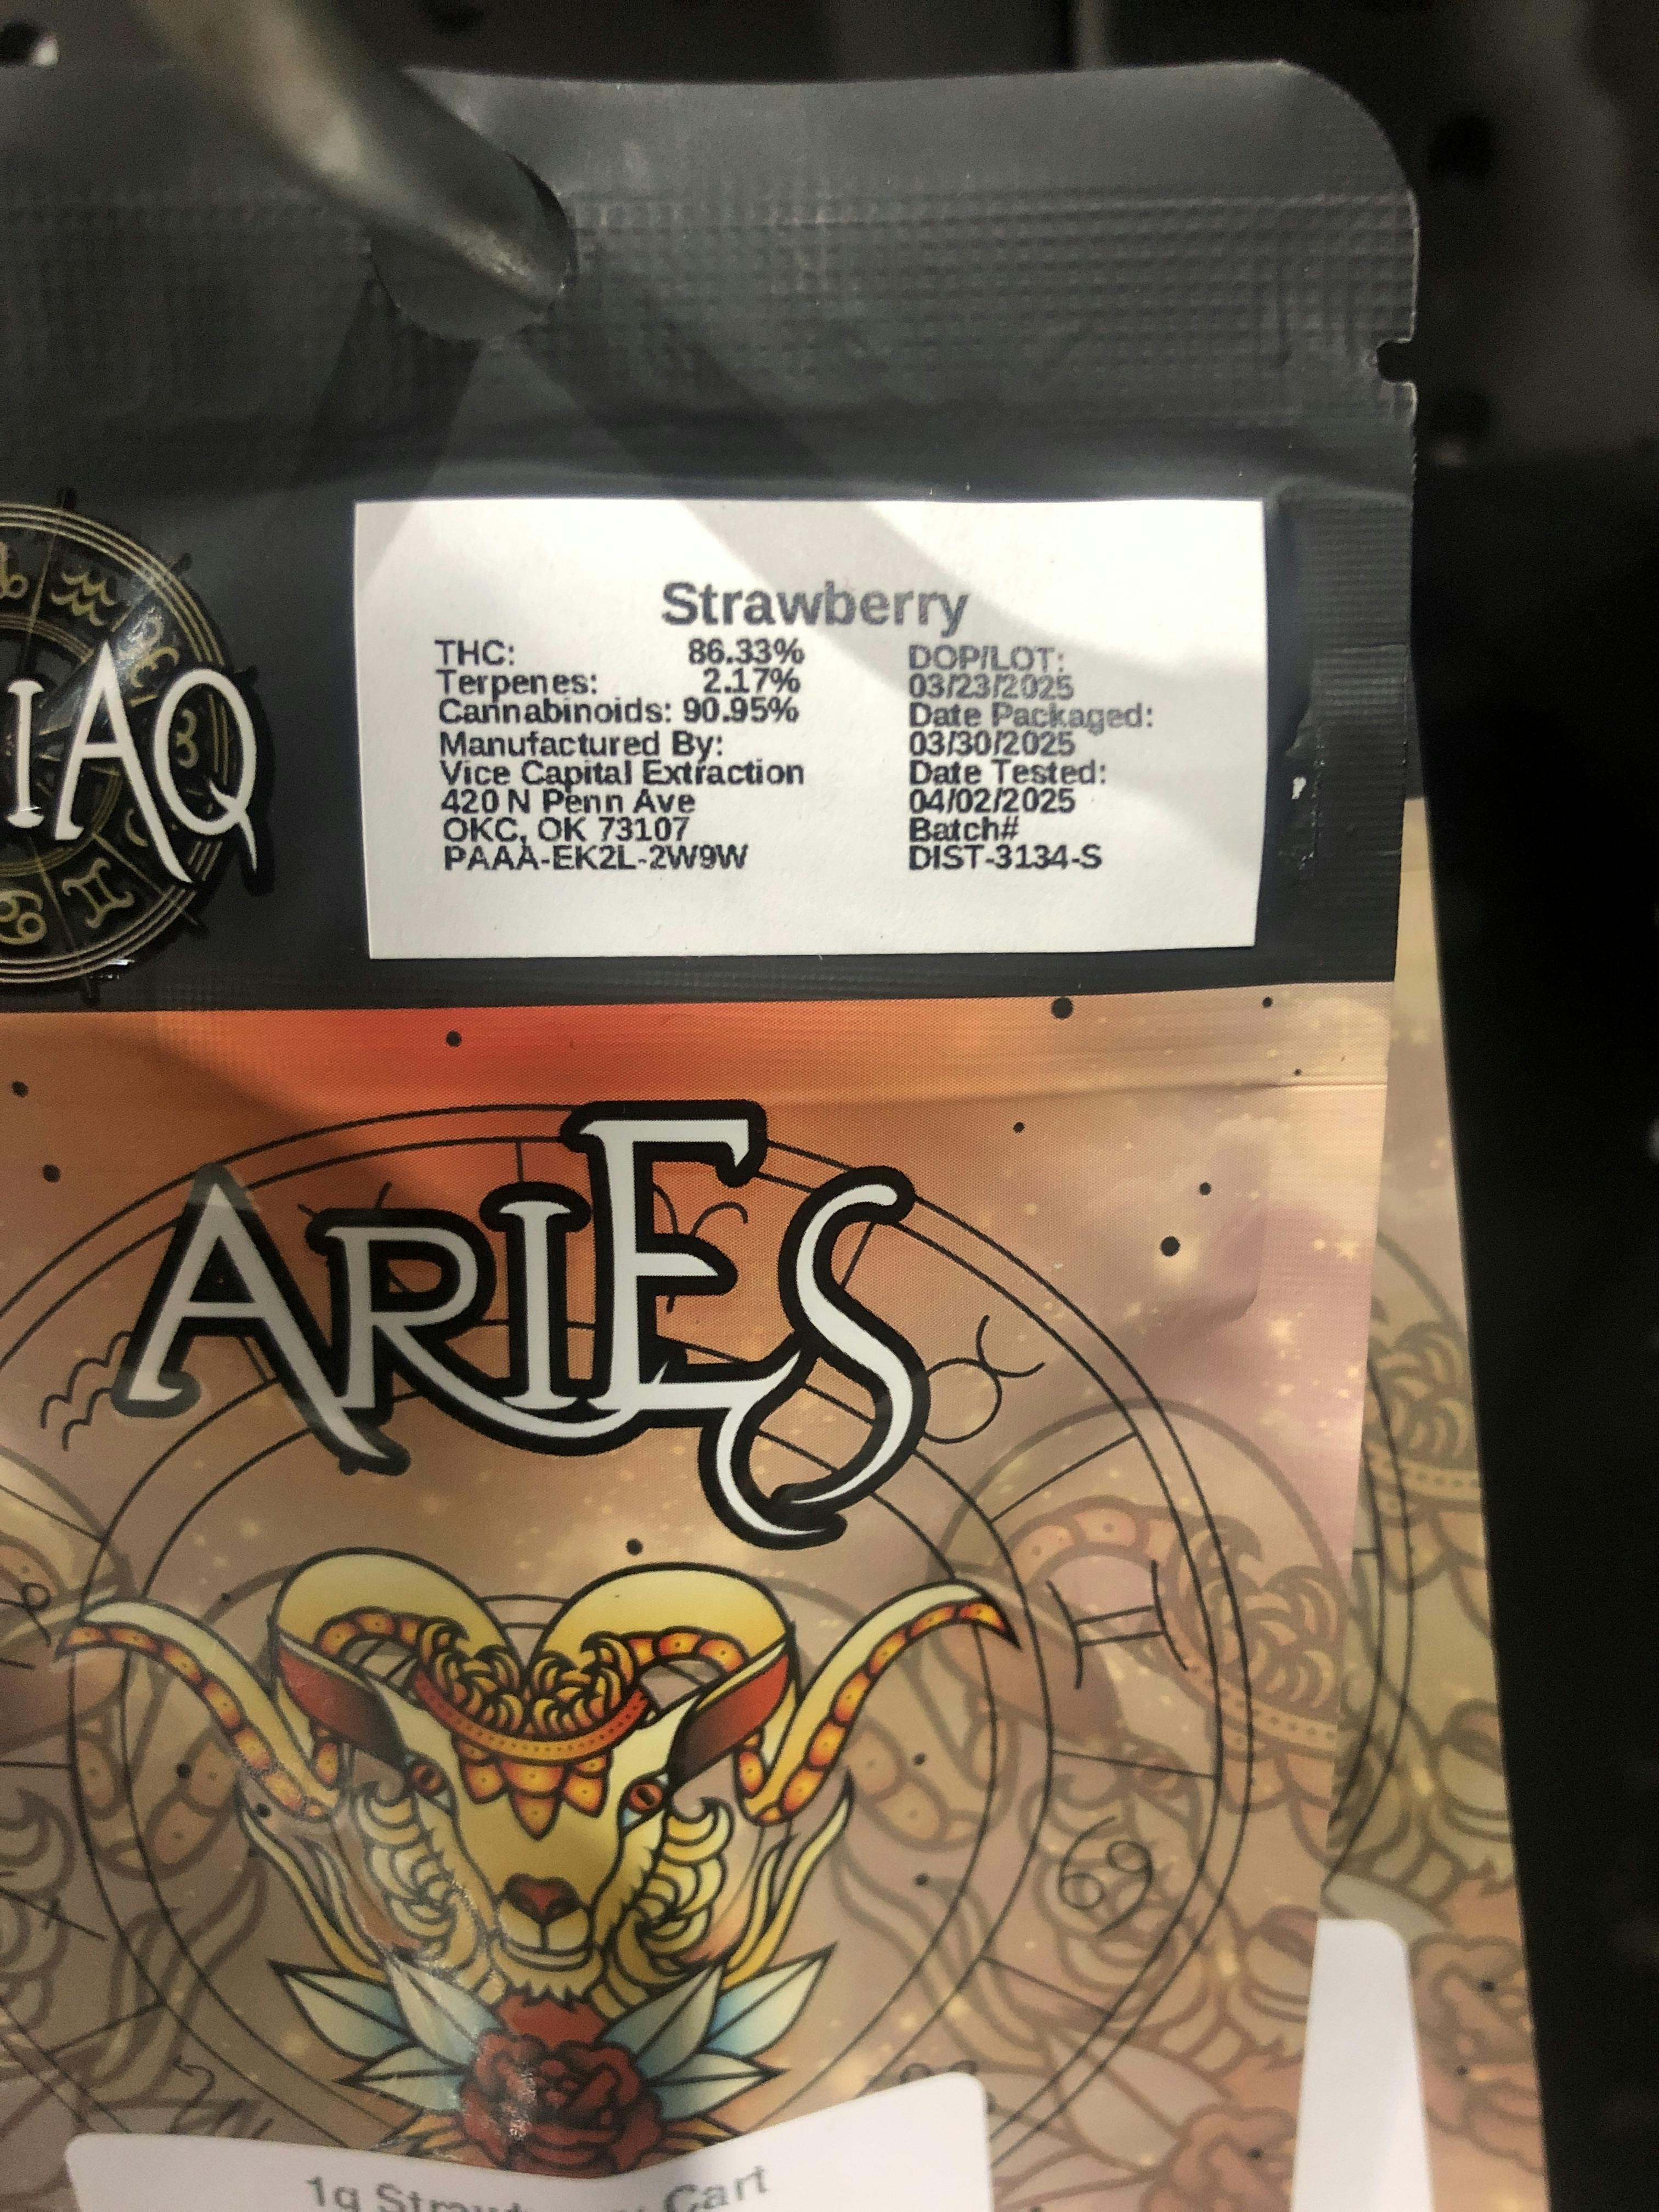 IAQ
Strawberry
THC: 86.33%
Terpenes: 2.17%
Cannabinoids: 90.95%
Manufactured By:
Vice Capital Extraction
420 N Penn Ave
OKC, OK 73107
PAAA-EK2L-2W9W
DOP/LOT:
03/23/2025
Date Packaged:
03/30/2025
Date Tested:
04/02/2025
Batch#
DIST-3134-S
ARIES
1g Strawberry Cart